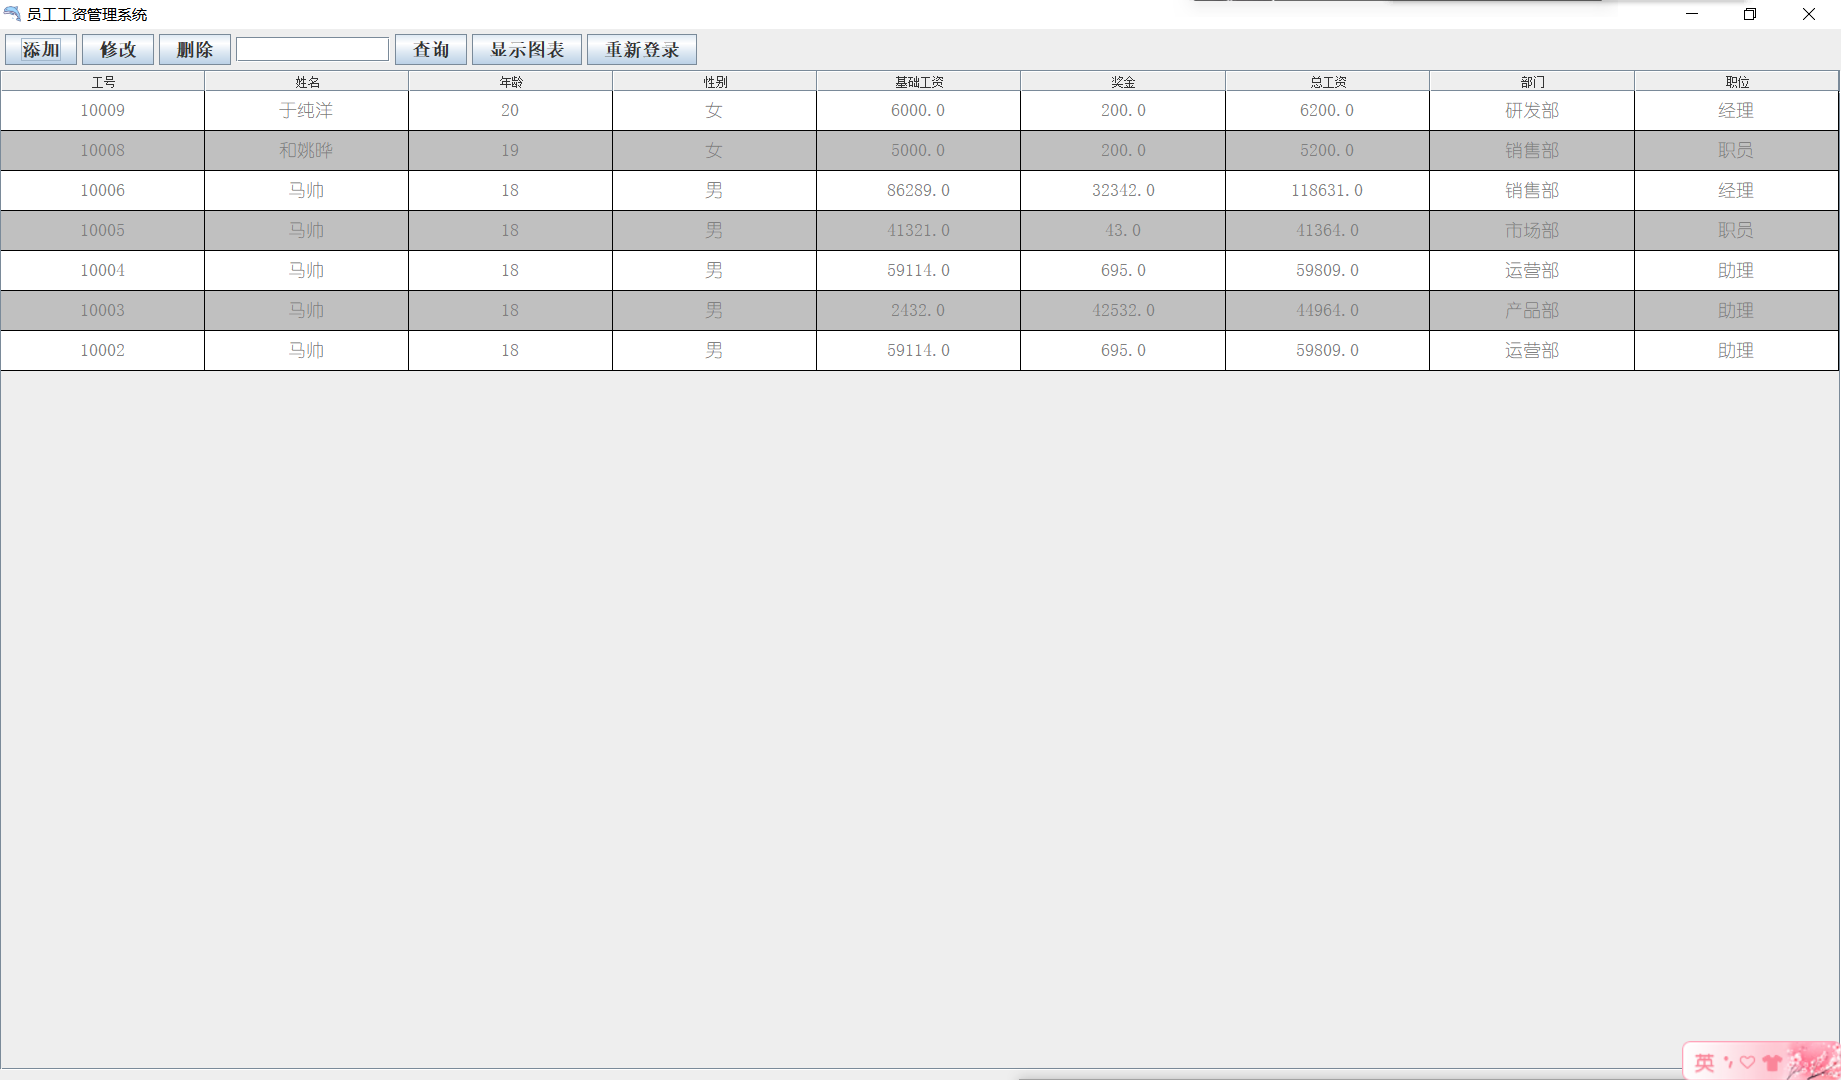 员工工资管理系统
添加 修改 删除 查询 显示图表 重新登录
工号 姓名 年龄 性别 基础工资 奖金 总工资 部门 职位
10009 于纯洋 20 女 6000.0 200.0 6200.0 研发部 经理
10008 和姚晔 19 女 5000.0 200.0 5200.0 销售部 职员
10006 马帅 18 男 86289.0 32342.0 118631.0 销售部 经理
10005 马帅 18 男 41321.0 43.0 41364.0 市场部 职员
10004 马帅 18 男 59114.0 695.0 59809.0 运营部 助理
10003 马帅 18 男 2432.0 42532.0 44964.0 产品部 助理
10002 马帅 18 男 59114.0 695.0 59809.0 运营部 助理
英